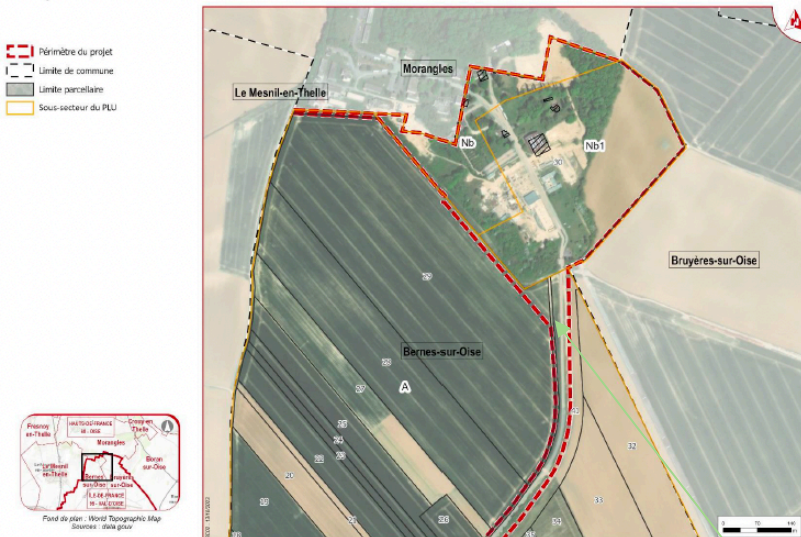 Périmètre du projet
Limite de commune
Limite parcellaire
Sous-secteur du PLU
Morangles
Le Mesnil-en-Thelle
Nb
Nb1
30
Bruyères-sur-Oise
29
Bernes-sur-Oise
28
27
A
25
24
22
23
20
32
33
19
26
34
21
35
18
0 70 140
m
Fresnoy
en-Thelle
HAUTS-DE-FRANCE
60 - OISE
Crouy-en
Thelle
Morangles
Le Mesnil
en-Thelle
Boran
sur-Oise
Bernes
sur-Oise
Bruyères
sur-Oise
ÎLE-DE-FRANCE
95 - VAL D'OISE
Fond de plan : World Topographic Map
Sources : data.gouv